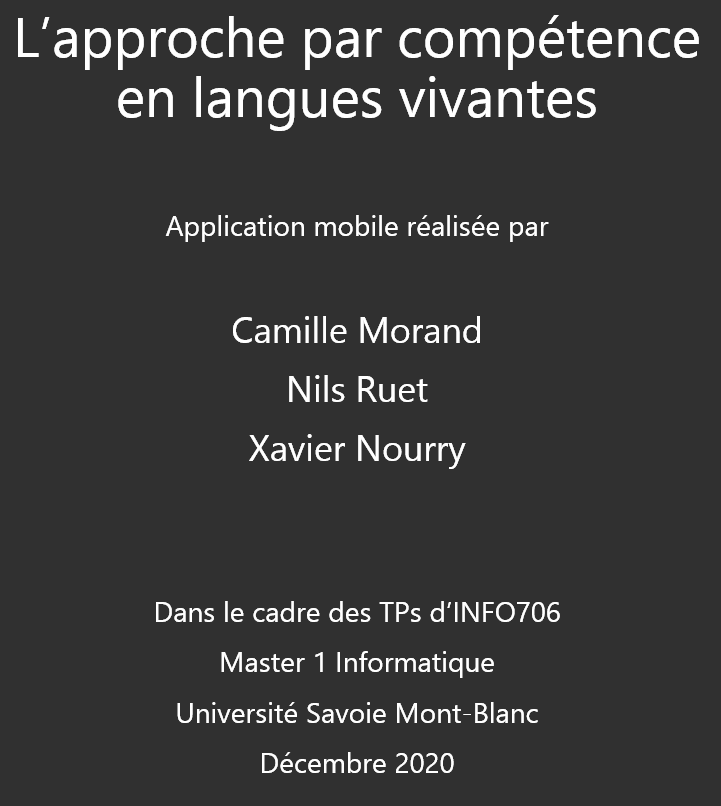 L’approche par compétence
en langues vivantes
Application mobile réalisée par
Camille Morand
Nils Ruet
Xavier Nourry
Dans le cadre des TPs d’INFO706
Master 1 Informatique
Université Savoie Mont-Blanc
Décembre 2020